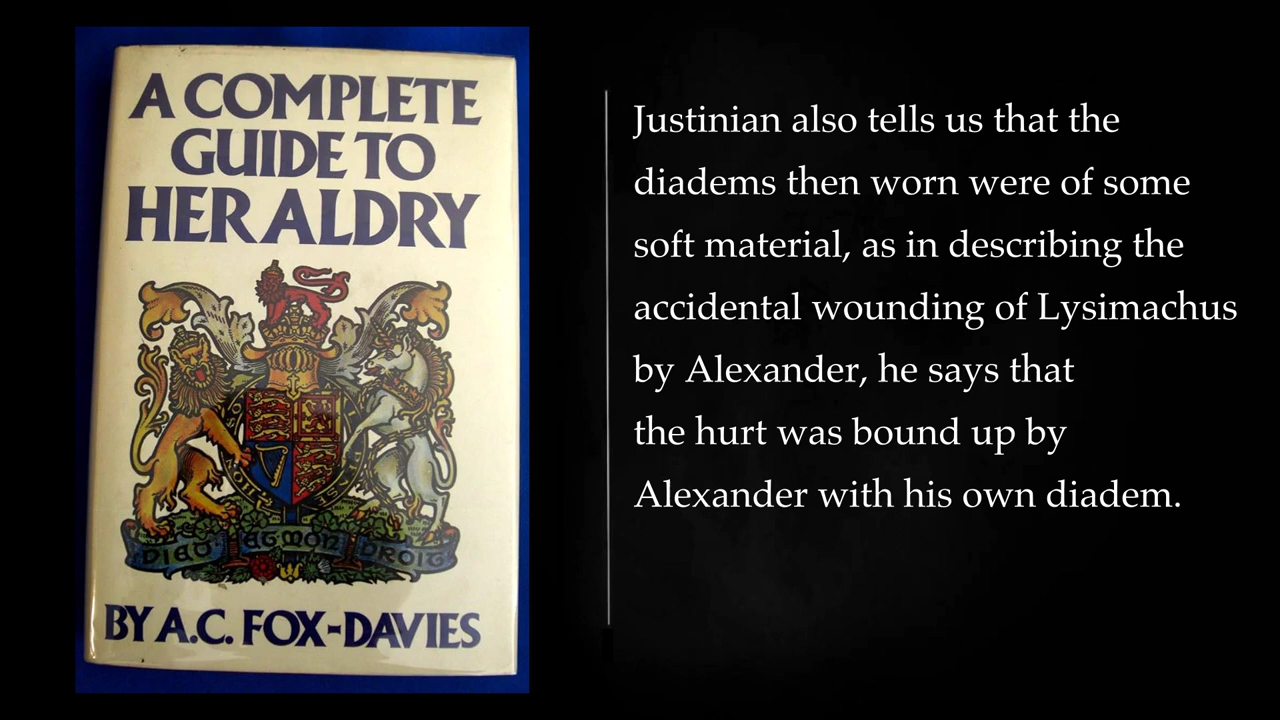 A COMPLETE
GUIDE TO
HERALDRY
DIEU ET MON DROIT
BY A.C. FOX-DAVIES
Justinian also tells us that the
diadems then worn were of some
soft material, as in describing the
accidental wounding of Lysimachus
by Alexander, he says that
the hurt was bound up by
Alexander with his own diadem.